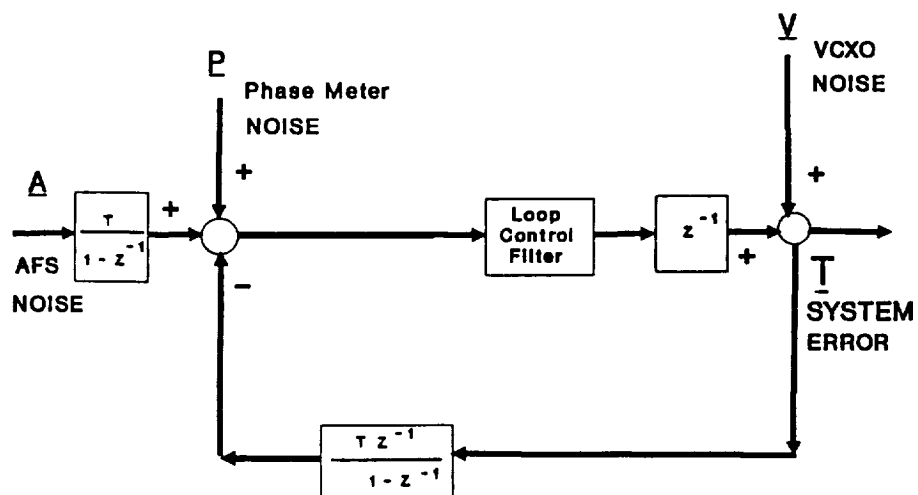 P
Phase Meter
NOISE
V
VCXO
NOISE
A
AFS
NOISE
T
1 - z⁻¹
+
+
-
Loop
Control
Filter
z⁻¹
+
+
T
SYSTEM
ERROR
T z⁻¹
1 - z⁻¹